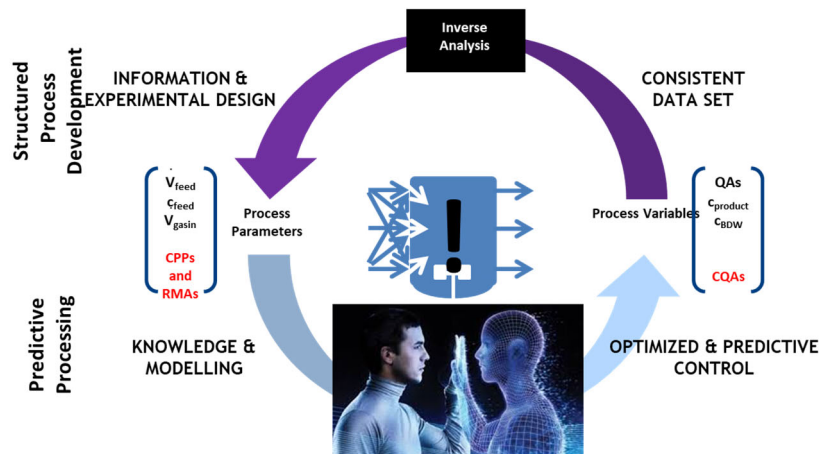 Inverse
Analysis
Structured
Process
Development
INFORMATION &
EXPERIMENTAL DESIGN
CONSISTENT
DATA SET
V feed
c feed
V gasin
CPPs
and
RMAs
Process
Parameters
!
Process Variables
QAs
c product
c BDW
CQAs
Predictive
Processing
KNOWLEDGE &
MODELLING
OPTIMIZED & PREDICTIVE
CONTROL